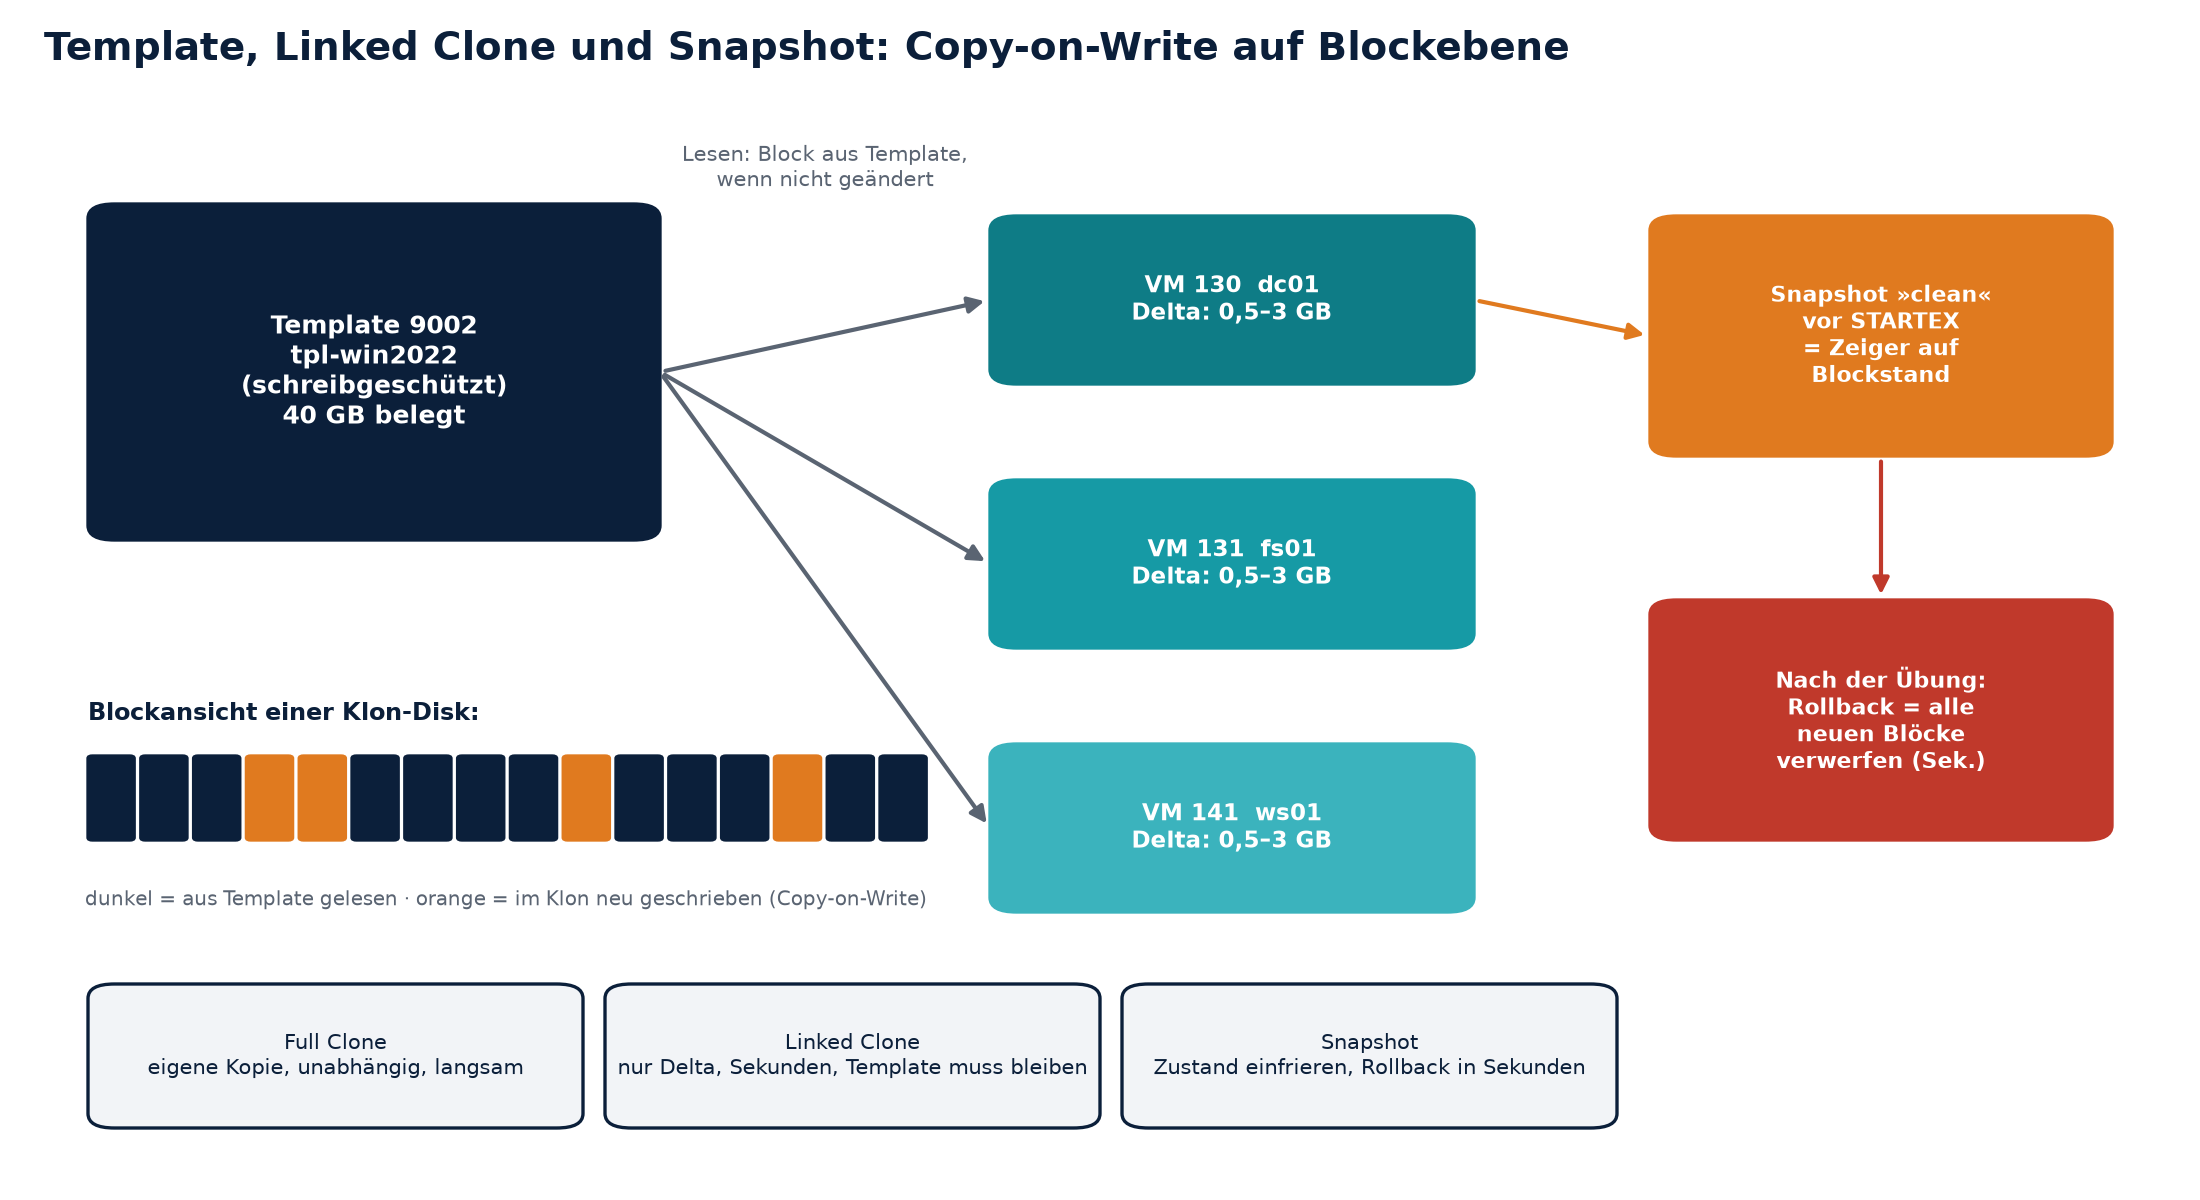 Template, Linked Clone und Snapshot: Copy-on-Write auf Blockebene
Lesen: Block aus Template,
wenn nicht geändert
Template 9002
tpl-win2022
(schreibgeschützt)
40 GB belegt
VM 130  dc01
Delta: 0,5–3 GB
Snapshot »clean«
vor STARTEX
= Zeiger auf
Blockstand
VM 131  fs01
Delta: 0,5–3 GB
Nach der Übung:
Rollback = alle
neuen Blöcke
verwerfen (Sek.)
Blockansicht einer Klon-Disk:
VM 141  ws01
Delta: 0,5–3 GB
dunkel = aus Template gelesen · orange = im Klon neu geschrieben (Copy-on-Write)
Full Clone
eigene Kopie, unabhängig, langsam
Linked Clone
nur Delta, Sekunden, Template muss bleiben
Snapshot
Zustand einfrieren, Rollback in Sekunden